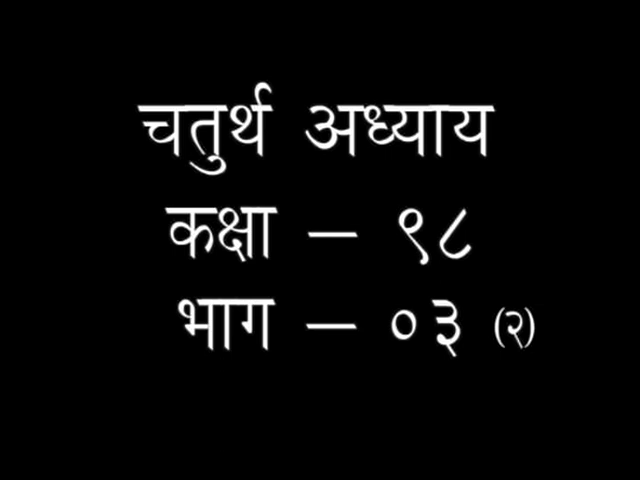 चतुर्थ अध्याय
कक्षा – ९८
भाग – ०३ (२)